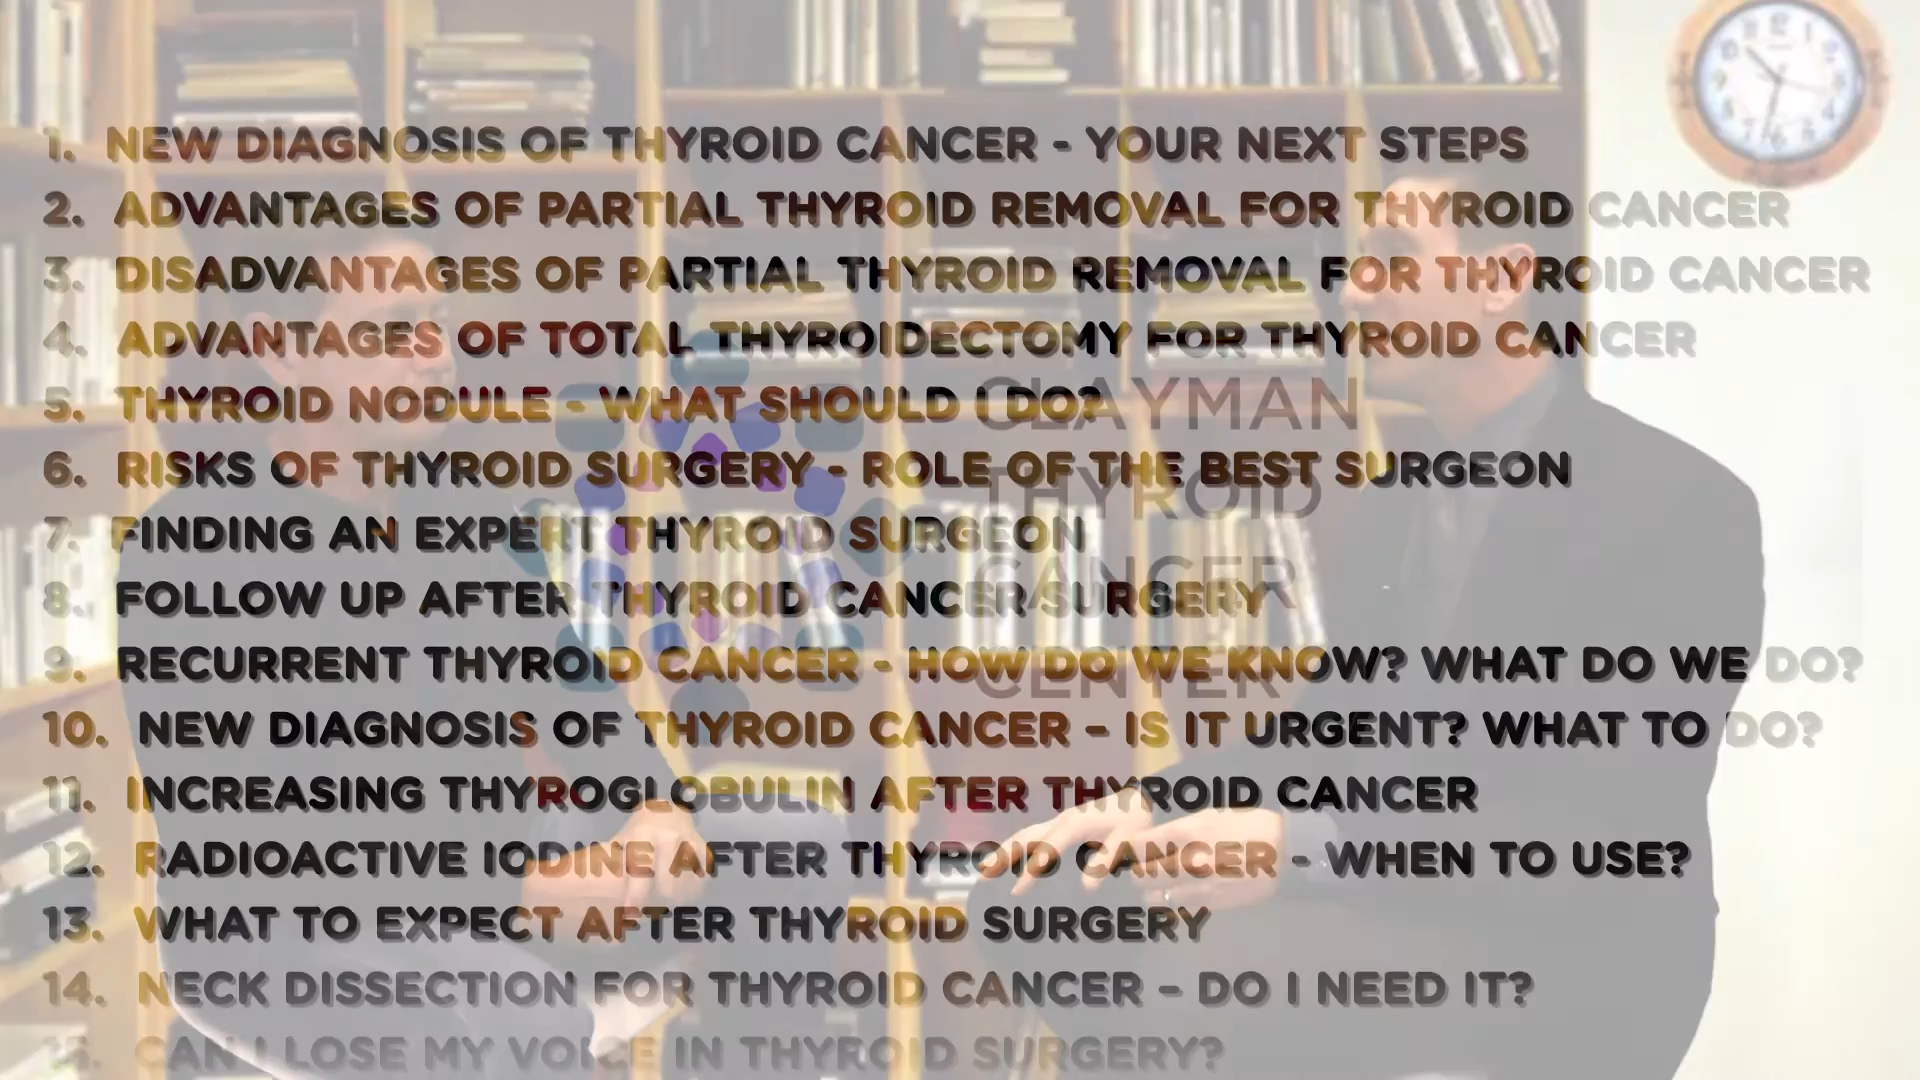 1. NEW DIAGNOSIS OF THYROID CANCER - YOUR NEXT STEPS
2. ADVANTAGES OF PARTIAL THYROID REMOVAL FOR THYROID CANCER
3. DISADVANTAGES OF PARTIAL THYROID REMOVAL FOR THYROID CANCER
4. ADVANTAGES OF TOTAL THYROIDECTOMY FOR THYROID CANCER
5. THYROID NODULE - WHAT SHOULD I DO?
6. RISKS OF THYROID SURGERY - ROLE OF THE BEST SURGEON
7. FINDING AN EXPERT THYROID SURGEON
8. FOLLOW UP AFTER THYROID CANCER SURGERY
9. RECURRENT THYROID CANCER - HOW DO WE KNOW? WHAT DO WE DO?
10. NEW DIAGNOSIS OF THYROID CANCER – IS IT URGENT? WHAT TO DO?
11. INCREASING THYROGLOBULIN AFTER THYROID CANCER
12. RADIOACTIVE IODINE AFTER THYROID CANCER - WHEN TO USE?
13. WHAT TO EXPECT AFTER THYROID SURGERY
14. NECK DISSECTION FOR THYROID CANCER – DO I NEED IT?
15. CAN I LOSE MY VOICE IN THYROID SURGERY?
CLAYMAN
THYROID
CANCER
CENTER